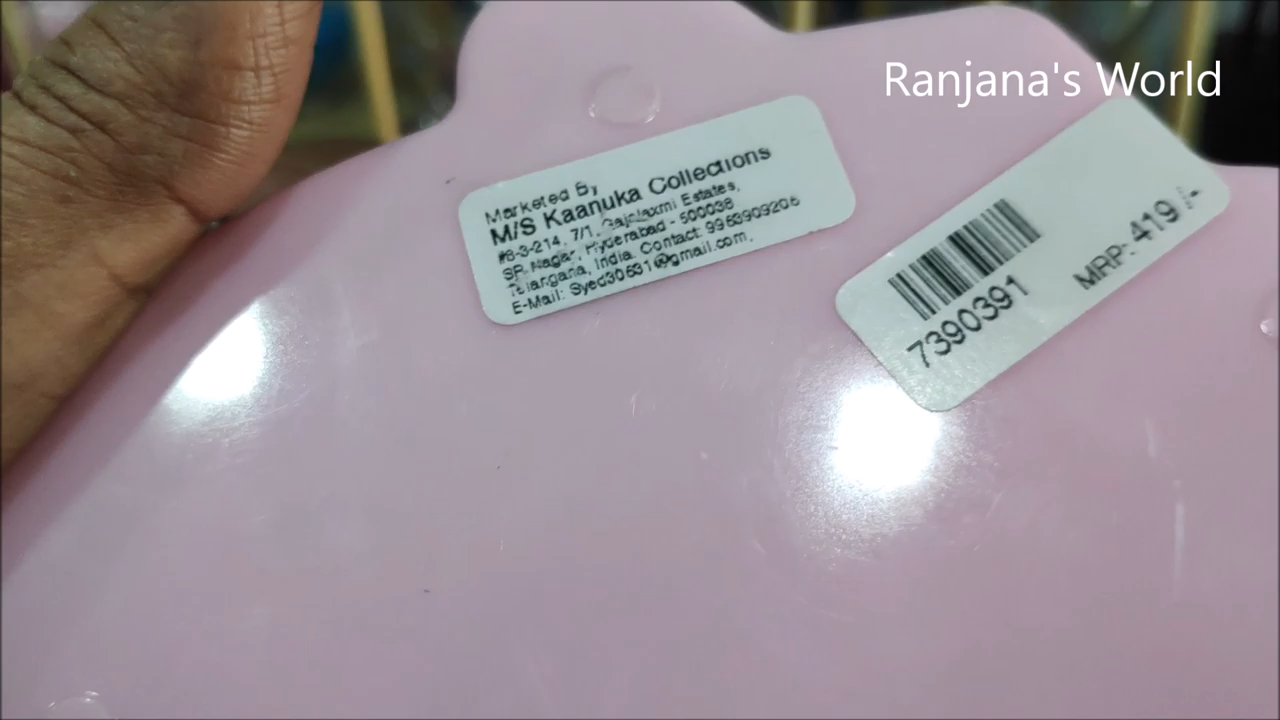 Ranjana's World
Marketed By
M/S Kaanuka Collections
#8-3-214, 7/1, Gajalaxmi Estates,
SR Nagar, Hyderabad - 500038
Telangana, India. Contact: 9963909206
E-Mail: Syed30631@gmail.com.
7390391
MRP:-419/-